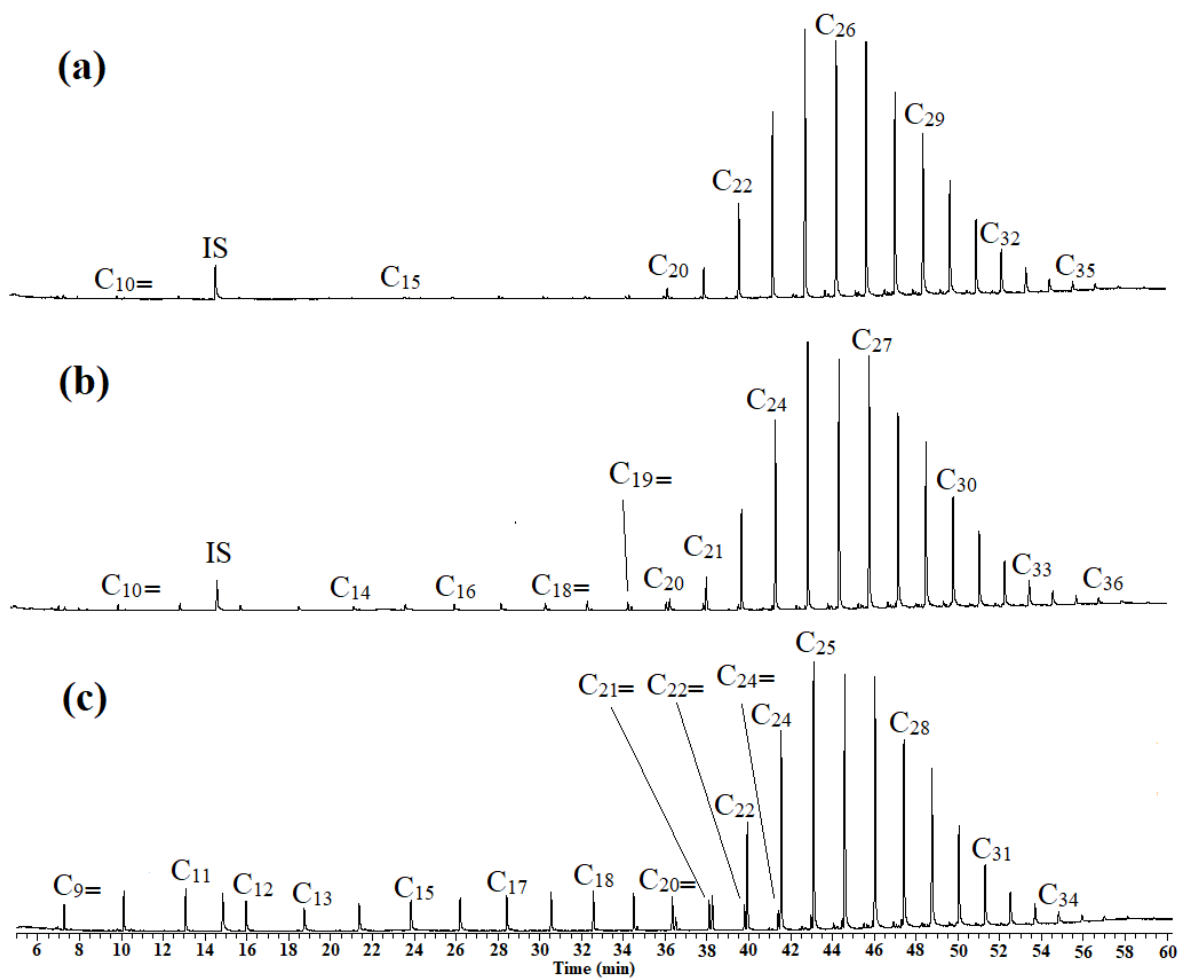 (a)
C₁₀=
IS
C₁₅
C₂₀
C₂₂
C₂₆
C₂₉
C₃₂
C₃₅
(b)
C₁₀=
IS
C₁₄
C₁₆
C₁₈=
C₁₉=
C₂₀
C₂₁
C₂₄
C₂₇
C₃₀
C₃₃
C₃₆
(c)
C₉=
C₁₁
C₁₂
C₁₃
C₁₅
C₁₇
C₁₈
C₂₀=
C₂₁= C₂₂= C₂₄=
C₂₂
C₂₄
C₂₅
C₂₈
C₃₁
C₃₄
6 8 10 12 14 16 18 20 22 24 26 28 30 32 34 36 38 40 42 44 46 48 50 52 54 56 58 60
Time (min)